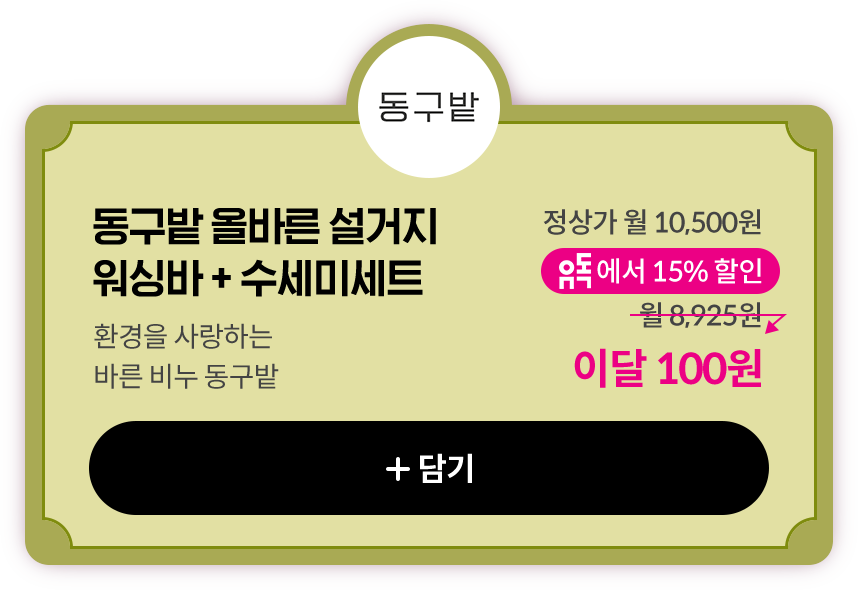 동구밭
동구밭 올바른 설거지
워싱바 + 수세미세트
환경을 사랑하는
바른 비누 동구밭
정상가 월 10,500원
유독에서 15% 할인
월 8,925원
이달 100원
+ 담기